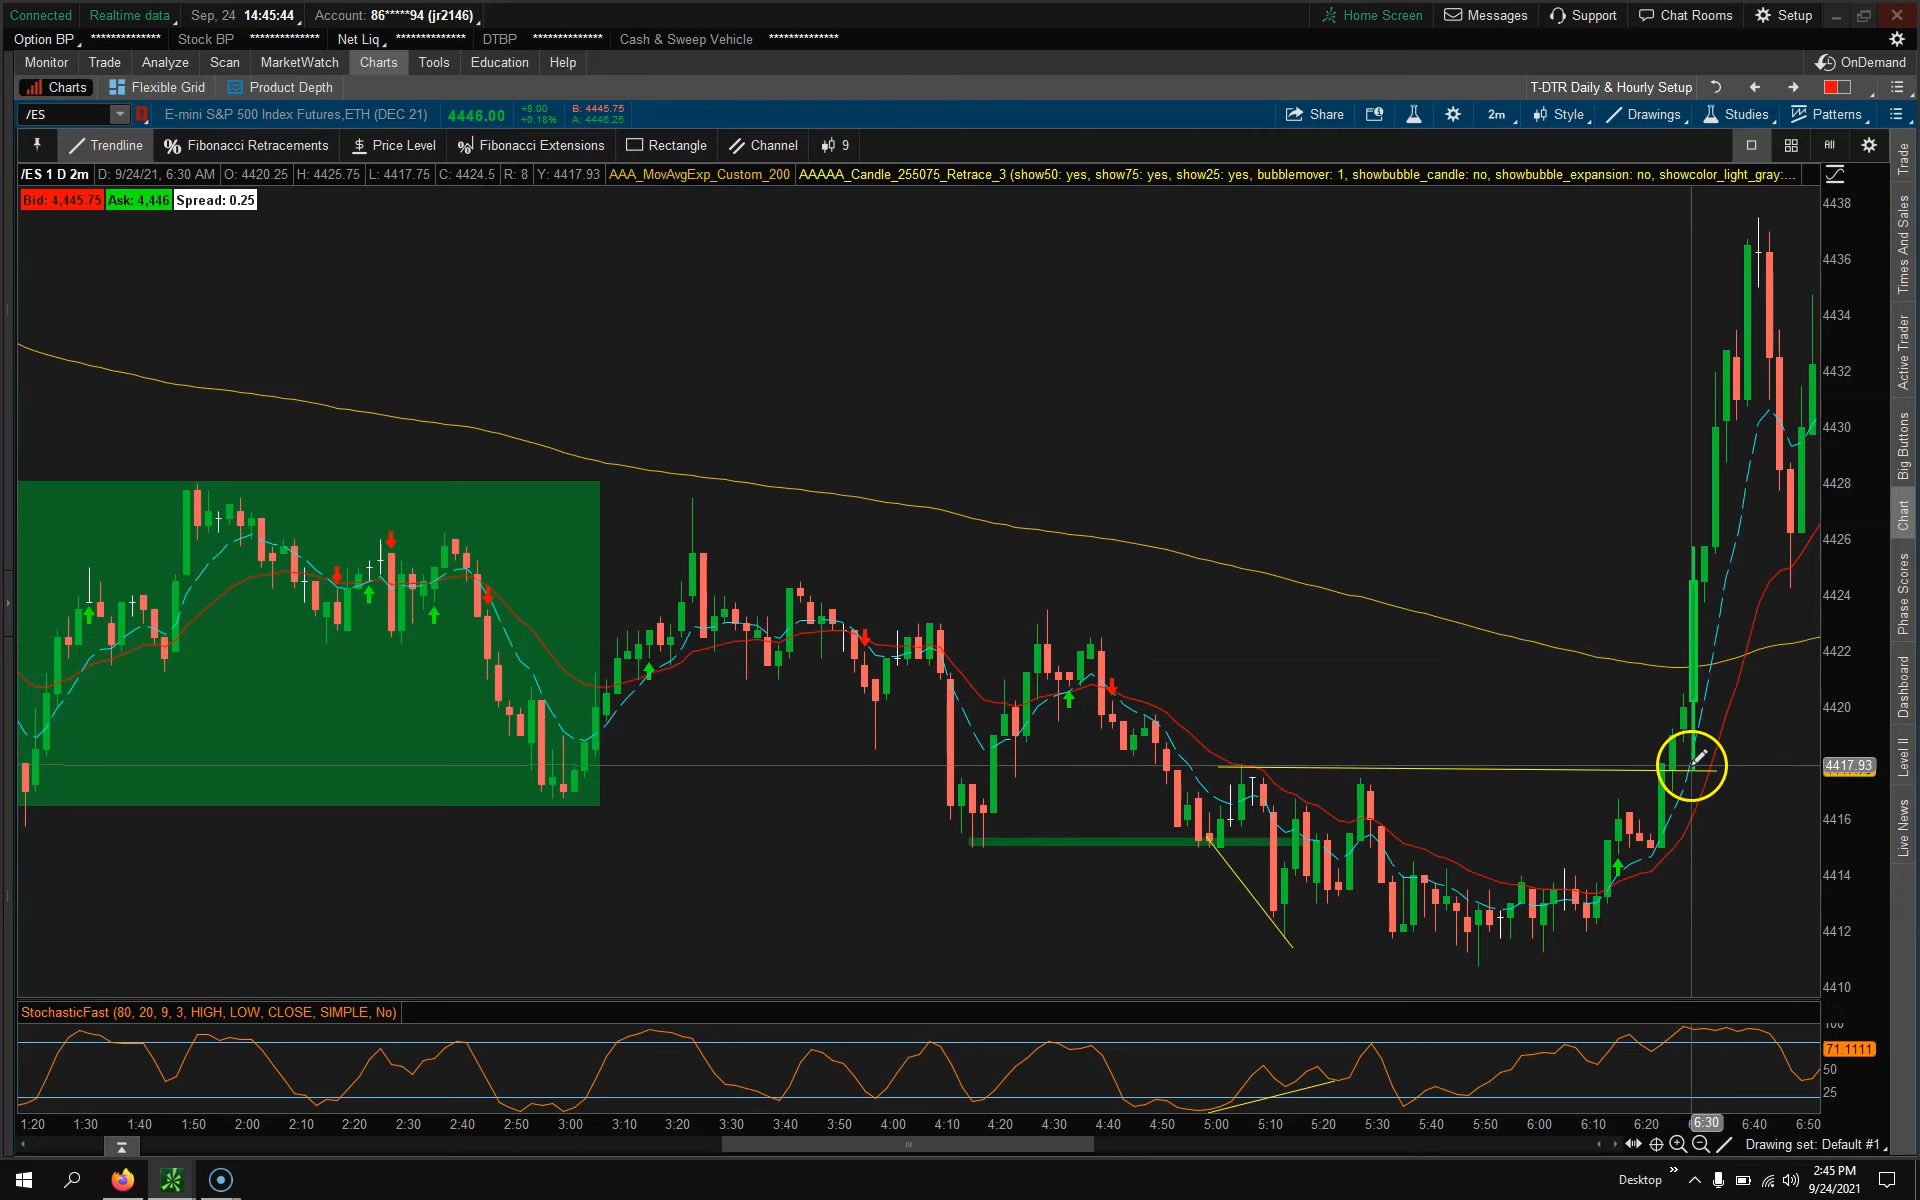 Connected Realtime data Sep, 24 14:45:44 Account: 86*****94 (jr2146) Home Screen Messages Support Chat Rooms Setup
Option BP ************** Stock BP ************** Net Liq ************** DTBP ************** Cash & Sweep Vehicle **************
Monitor Trade Analyze Scan MarketWatch Charts Tools Education Help OnDemand
Charts Flexible Grid Product Depth T-DTR Daily & Hourly Setup
/ES E-mini S&P 500 Index Futures,ETH (DEC 21) 4446.00 +8.00 +0.18% B: 4445.75 A: 4446.25 Share 2m Style Drawings Studies Patterns
Trendline Fibonacci Retracements Price Level Fibonacci Extensions Rectangle Channel 9 All
/ES 1 D 2m D: 9/24/21, 6:30 AM O: 4420.25 H: 4425.75 L: 4417.75 C: 4424.5 R: 8 Y: 4417.93 AAA_MovAvgExp_Custom_200 AAAAA_Candle_255075_Retrace_3 (show50: yes, show75: yes, show25: yes, bubblemover: 1, showbubble_candle: no, showbubble_expansion: no, showcolor_light_gray:...
Bid: 4,445.75 Ask: 4,446 Spread: 0.25
4438
4436
4434
4432
4430
4428
4426
4424
4422
4420
4417.93
4416
4414
4412
4410
Trade
Times And Sales
Active Trader
Big Buttons
Chart
Phase Scores
Dashboard
Level II
Live News
StochasticFast (80, 20, 9, 3, HIGH, LOW, CLOSE, SIMPLE, No)
100
71.1111
50
25
1:20 1:30 1:40 1:50 2:00 2:10 2:20 2:30 2:40 2:50 3:00 3:10 3:20 3:30 3:40 3:50 4:00 4:10 4:20 4:30 4:40 4:50 5:00 5:10 5:20 5:30 5:40 5:50 6:00 6:10 6:20 6:30 6:40 6:50
Drawing set: Default #1
Desktop 2:45 PM
9/24/2021